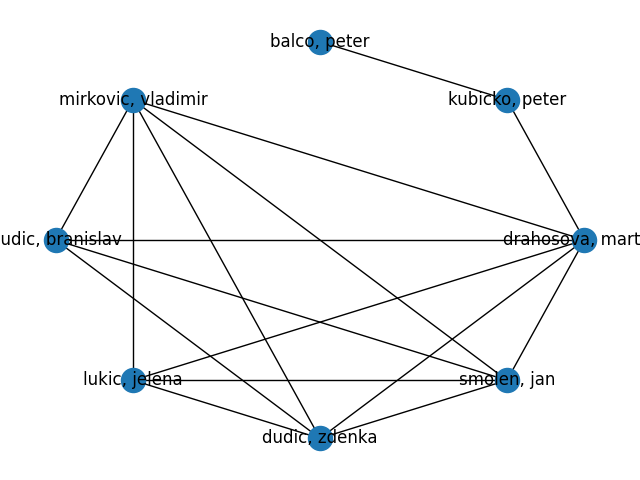 balco, peter
mirkovic, vladimir
kubicko, peter
udic, branislav
drahosova, mart
lukic, jelena
smolen, jan
dudic, zdenka